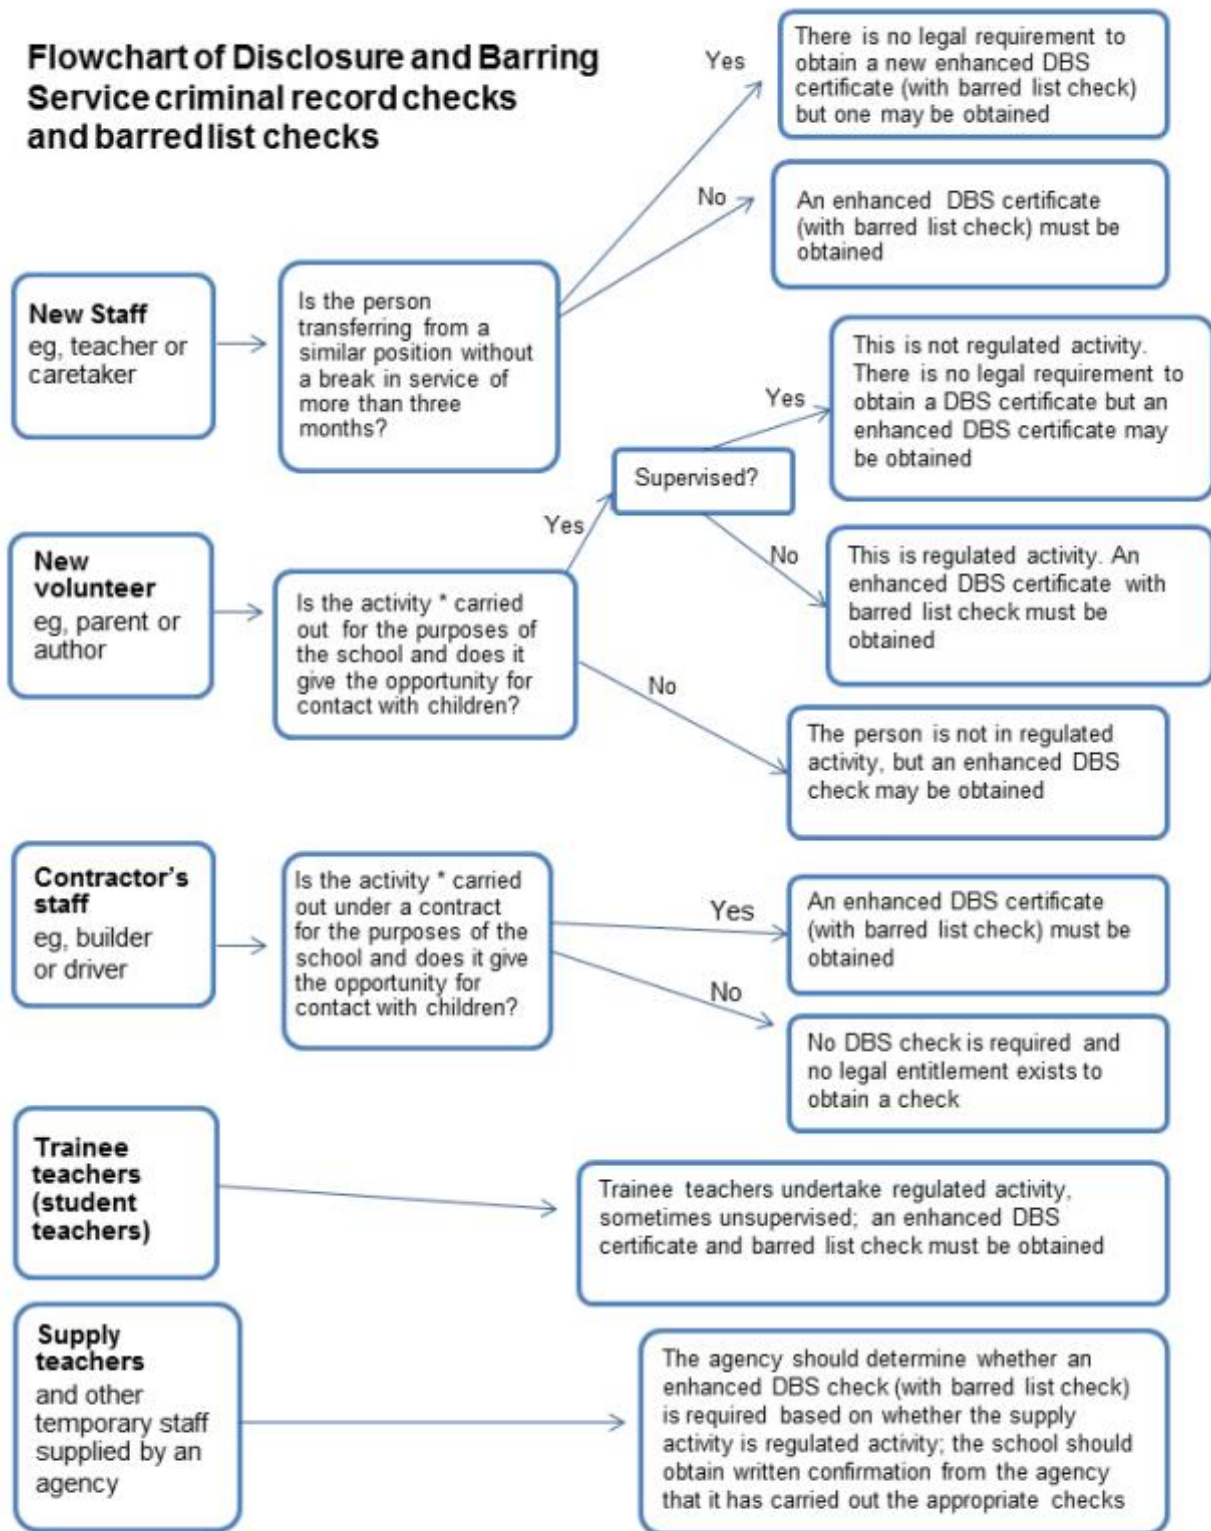 Flowchart of Disclosure and Barring
Service criminal record checks
and barred list checks
Yes
There is no legal requirement to
obtain a new enhanced DBS
certificate (with barred list check)
but one may be obtained
No
An enhanced DBS certificate
(with barred list check) must be
obtained
New Staff
eg, teacher or
caretaker
Is the person
transferring from a
similar position without
a break in service of
more than three
months?
New
volunteer
eg, parent or
author
Is the activity * carried
out for the purposes of
the school and does it
give the opportunity for
contact with children?
Yes
Supervised?
Yes
This is not regulated activity.
There is no legal requirement to
obtain a DBS certificate but an
enhanced DBS certificate may
be obtained
No
This is regulated activity. An
enhanced DBS certificate with
barred list check must be
obtained
No
The person is not in regulated
activity, but an enhanced DBS
check may be obtained
Contractor's
staff
eg, builder
or driver
Is the activity * carried
out under a contract
for the purposes of the
school and does it give
the opportunity for
contact with children?
Yes
An enhanced DBS certificate
(with barred list check) must be
obtained
No
No DBS check is required and
no legal entitlement exists to
obtain a check
Trainee
teachers
(student
teachers)
Trainee teachers undertake regulated activity,
sometimes unsupervised; an enhanced DBS
certificate and barred list check must be obtained
Supply
teachers
and other
temporary staff
supplied by an
agency
The agency should determine whether an
enhanced DBS check (with barred list check)
is required based on whether the supply
activity is regulated activity; the school should
obtain written confirmation from the agency
that it has carried out the appropriate checks